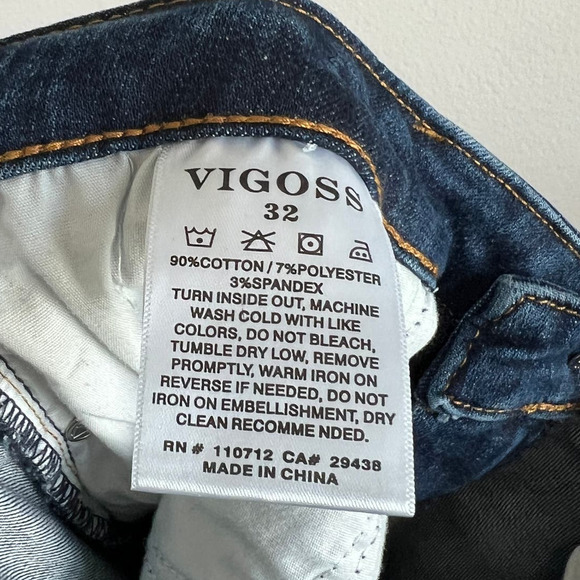 VIGOSS
32
90%COTTON / 7%POLYESTER
3%SPANDEX
TURN INSIDE OUT, MACHINE
WASH COLD WITH LIKE
COLORS, DO NOT BLEACH,
TUMBLE DRY LOW, REMOVE
PROMPTLY, WARM IRON ON
REVERSE IF NEEDED, DO NOT
IRON ON EMBELLISHMENT, DRY
CLEAN RECOMME NDED.
RN # 110712 CA# 29438
MADE IN CHINA